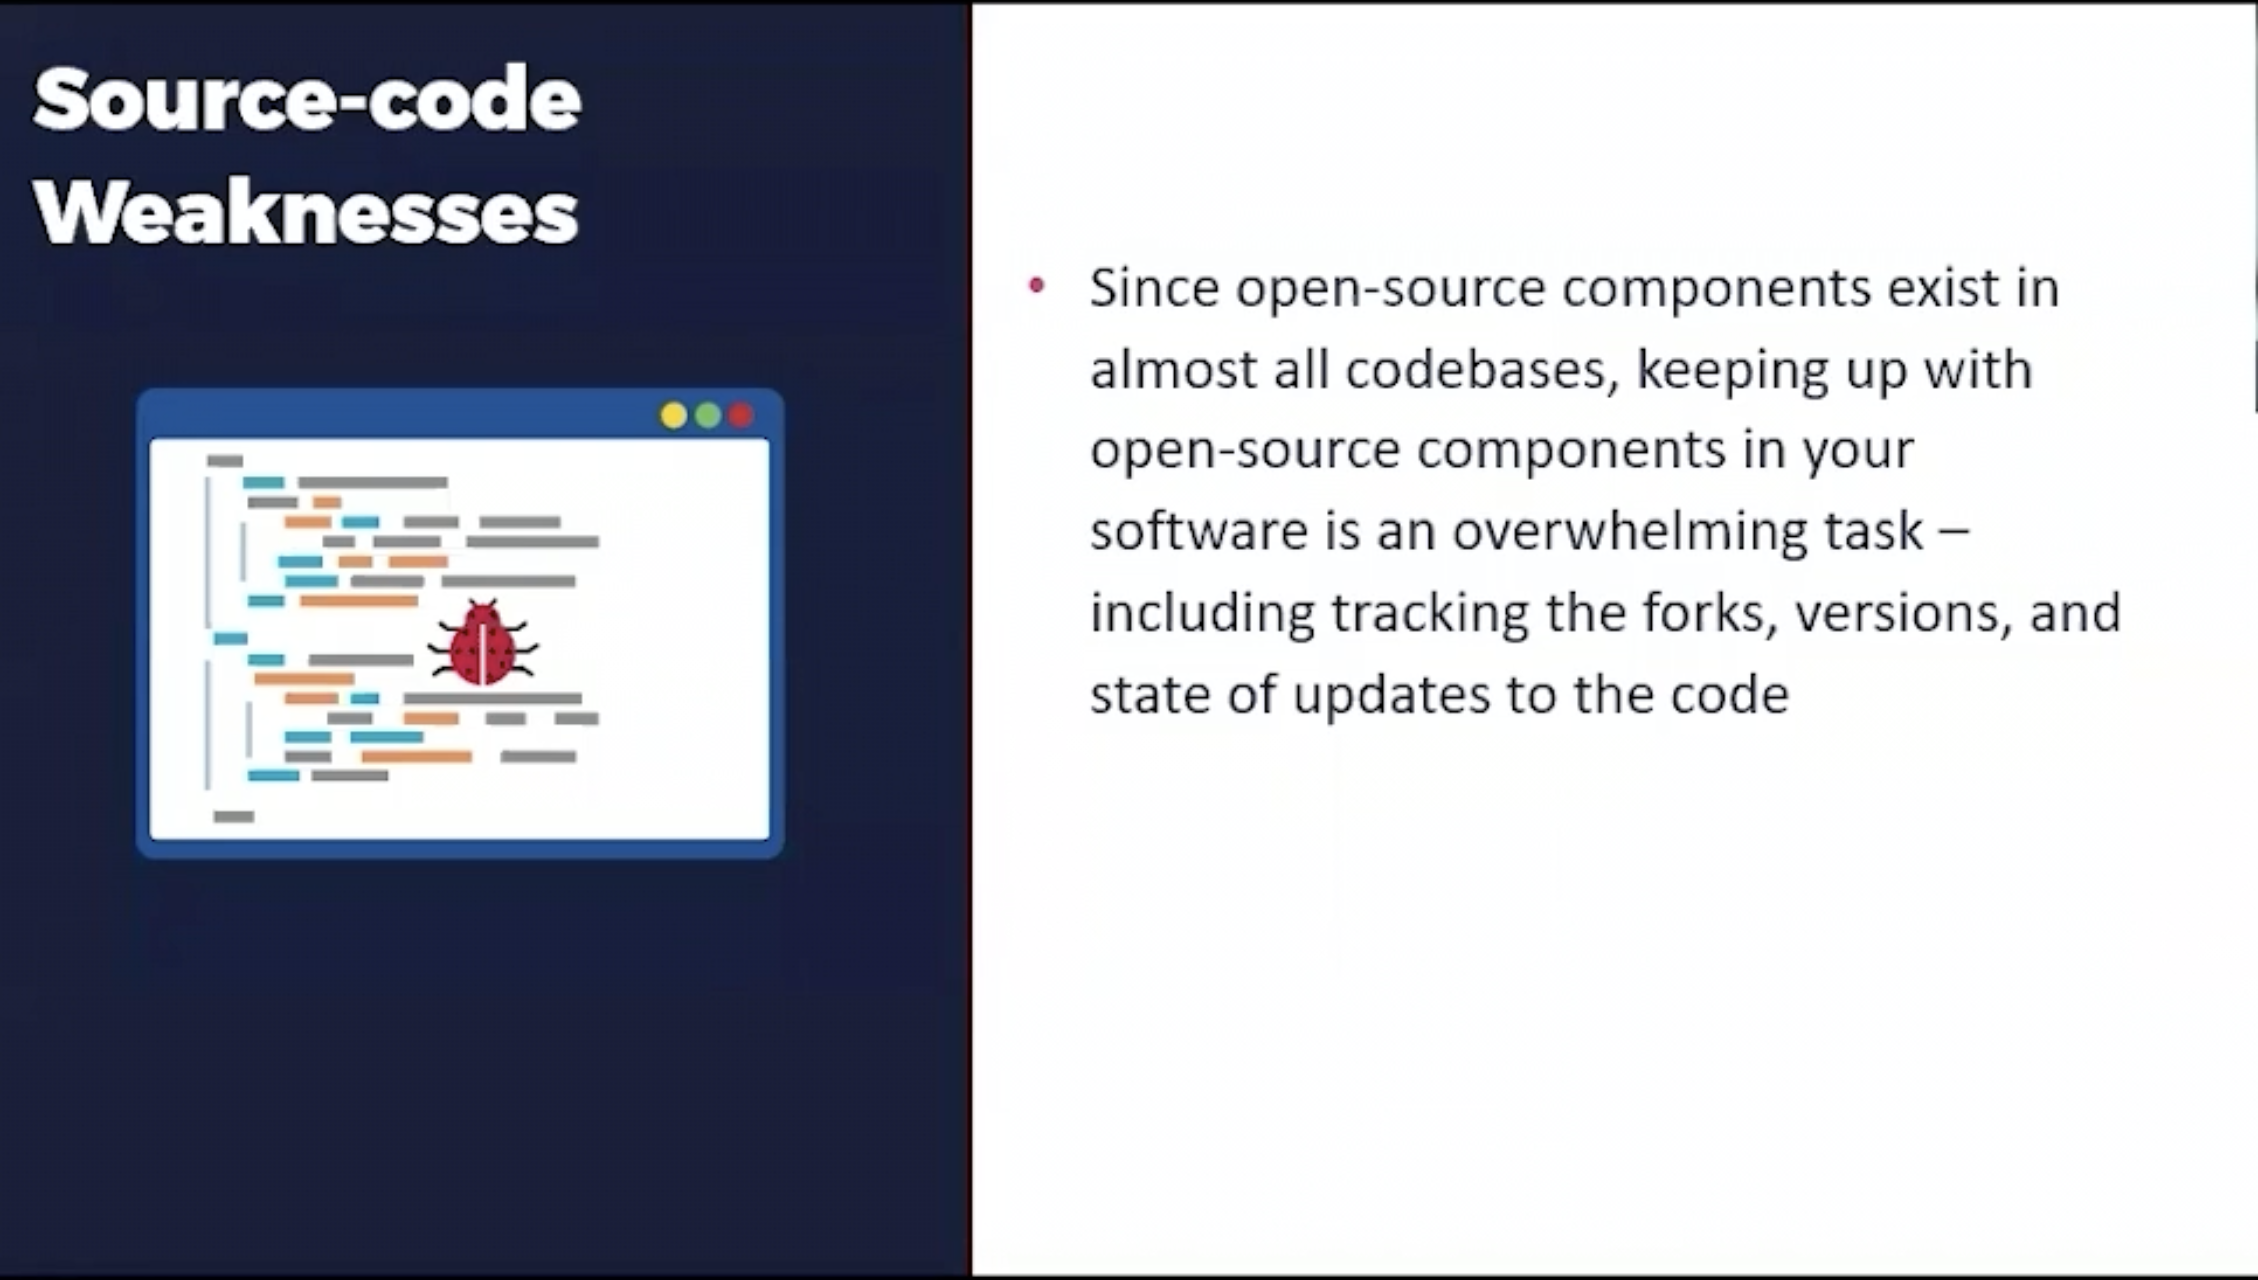 Source-code
Weaknesses
• Since open-source components exist in
almost all codebases, keeping up with
open-source components in your
software is an overwhelming task –
including tracking the forks, versions, and
state of updates to the code